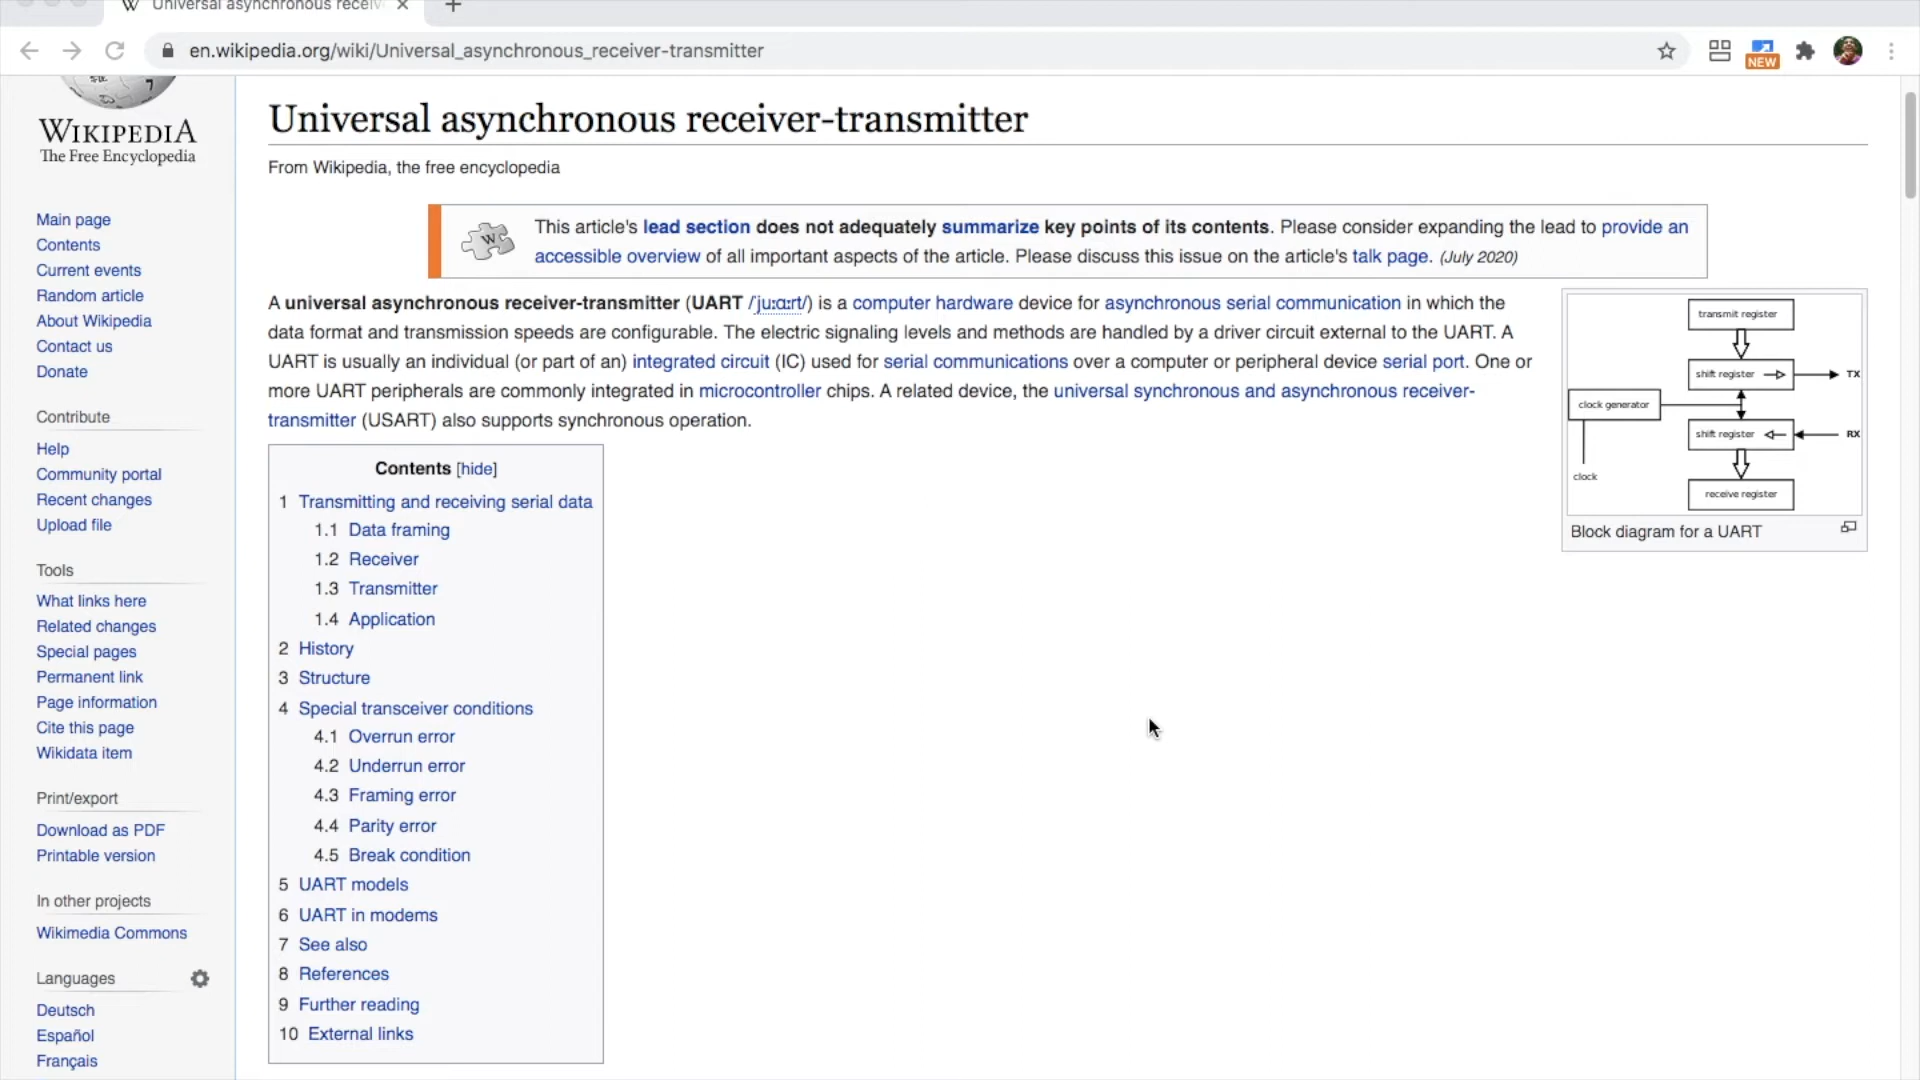 Universal asynchronous receiv
en.wikipedia.org/wiki/Universal_asynchronous_receiver-transmitter
NEW
WIKIPEDIA
The Free Encyclopedia
Main page
Contents
Current events
Random article
About Wikipedia
Contact us
Donate
Contribute
Help
Community portal
Recent changes
Upload file
Tools
What links here
Related changes
Special pages
Permanent link
Page information
Cite this page
Wikidata item
Print/export
Download as PDF
Printable version
In other projects
Wikimedia Commons
Languages
Deutsch
Español
Français
Universal asynchronous receiver-transmitter
From Wikipedia, the free encyclopedia
This article's lead section does not adequately summarize key points of its contents. Please consider expanding the lead to provide an
accessible overview of all important aspects of the article. Please discuss this issue on the article's talk page. (July 2020)
A universal asynchronous receiver-transmitter (UART /ˈjuːɑːrt/) is a computer hardware device for asynchronous serial communication in which the
data format and transmission speeds are configurable. The electric signaling levels and methods are handled by a driver circuit external to the UART. A
UART is usually an individual (or part of an) integrated circuit (IC) used for serial communications over a computer or peripheral device serial port. One or
more UART peripherals are commonly integrated in microcontroller chips. A related device, the universal synchronous and asynchronous receiver-
transmitter (USART) also supports synchronous operation.
Contents [hide]
1 Transmitting and receiving serial data
1.1 Data framing
1.2 Receiver
1.3 Transmitter
1.4 Application
2 History
3 Structure
4 Special transceiver conditions
4.1 Overrun error
4.2 Underrun error
4.3 Framing error
4.4 Parity error
4.5 Break condition
5 UART models
6 UART in modems
7 See also
8 References
9 Further reading
10 External links
transmit register
shift register
TX
clock generator
shift register
RX
clock
receive register
Block diagram for a UART